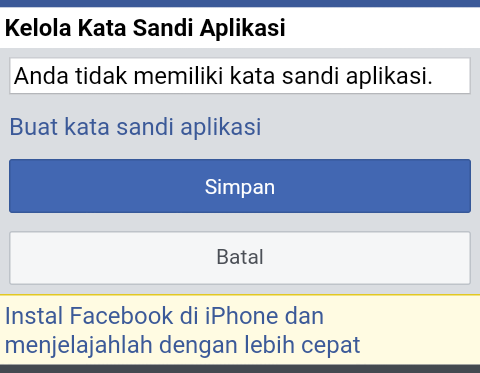 Kelola Kata Sandi Aplikasi
Anda tidak memiliki kata sandi aplikasi.
Buat kata sandi aplikasi
Simpan
Batal
Instal Facebook di iPhone dan
menjelajahlah dengan lebih cepat